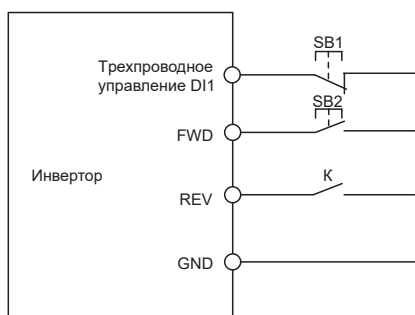 SB1
Трехпроводное
управление DI1
SB2
FWD
Инвертор
К
REV
GND